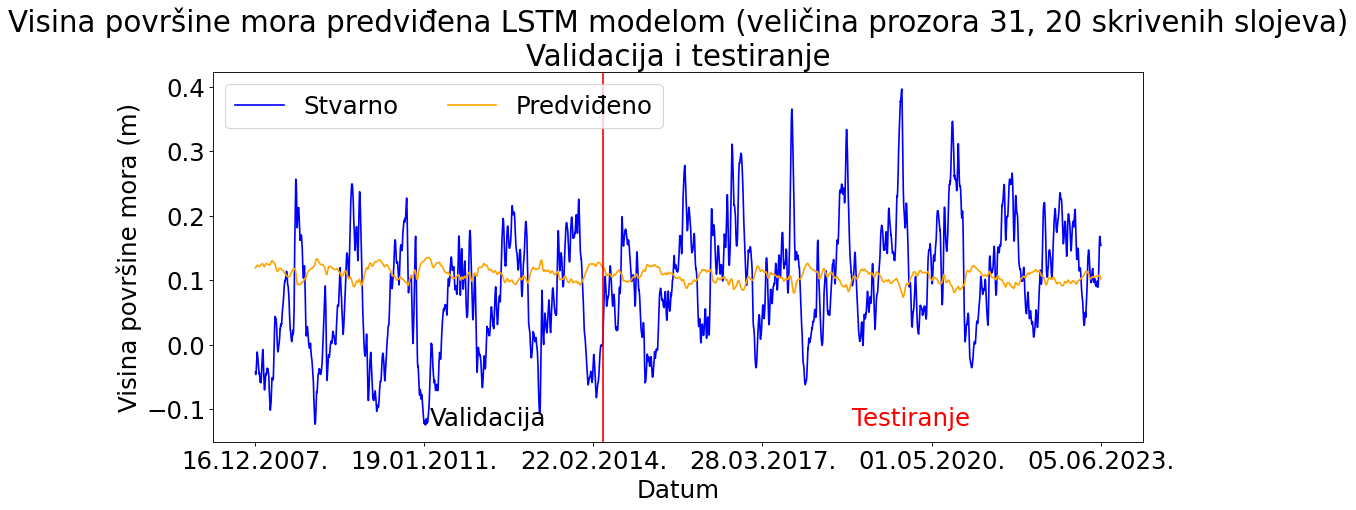 Visina površine mora predviđena LSTM modelom (veličina prozora 31, 20 skrivenih slojeva)
Validacija i testiranje
Stvarno
Predviđeno
Visina površine mora (m)
0.4
0.3
0.2
0.1
0.0
−0.1
Validacija
Testiranje
16.12.2007.
19.01.2011.
22.02.2014.
28.03.2017.
01.05.2020.
05.06.2023.
Datum